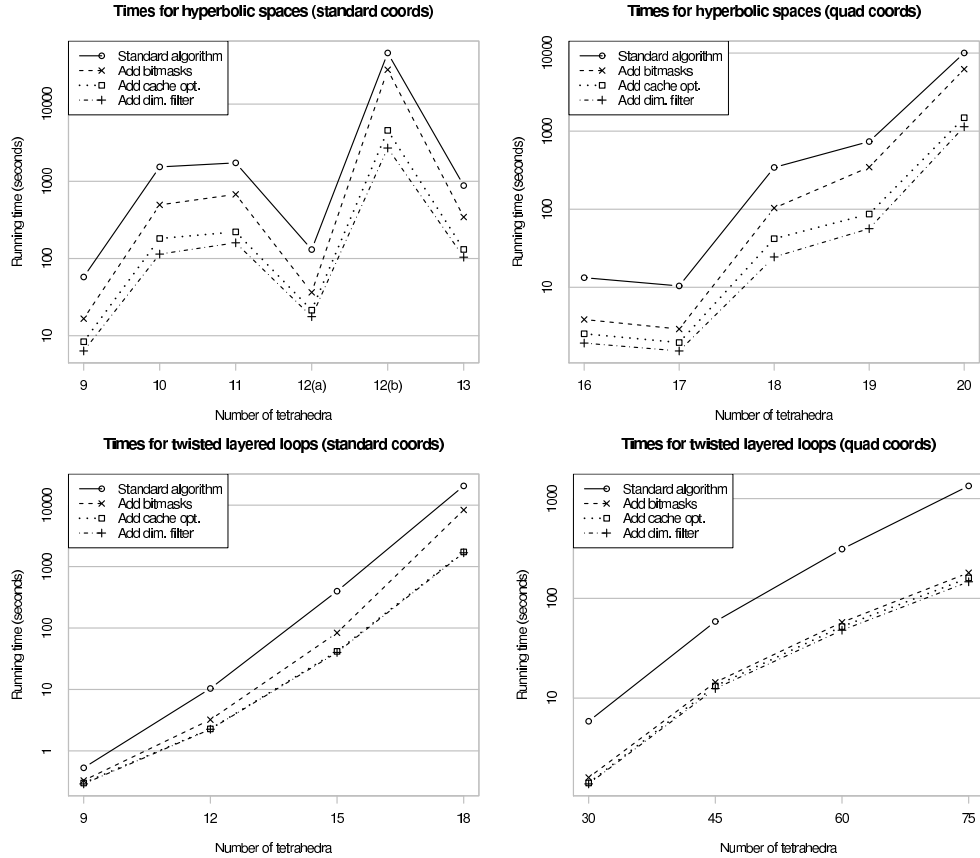 Times for hyperbolic spaces (standard coords)
Standard algorithm
Add bitmasks
Add cache opt.
Add dim. filter
Running time (seconds)
10000
1000
100
10
9 10 11 12(a) 12(b) 13
Number of tetrahedra
Times for hyperbolic spaces (quad coords)
Standard algorithm
Add bitmasks
Add cache opt.
Add dim. filter
Running time (seconds)
10000
1000
100
10
16 17 18 19 20
Number of tetrahedra
Times for twisted layered loops (standard coords)
Standard algorithm
Add bitmasks
Add cache opt.
Add dim. filter
Running time (seconds)
10000
1000
100
10
1
9 12 15 18
Number of tetrahedra
Times for twisted layered loops (quad coords)
Standard algorithm
Add bitmasks
Add cache opt.
Add dim. filter
Running time (seconds)
1000
100
10
30 45 60 75
Number of tetrahedra